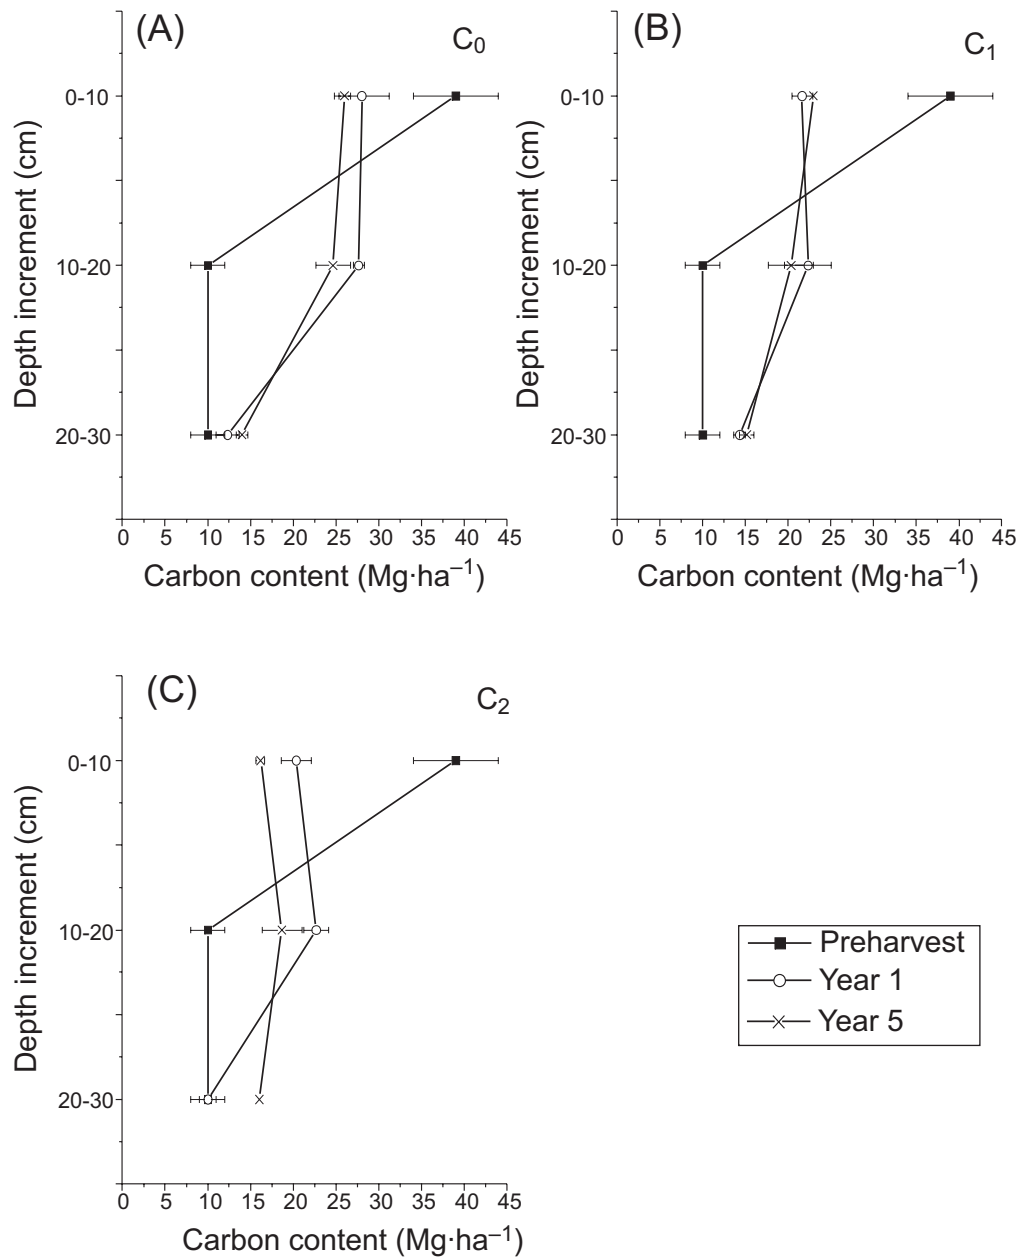 (A)
C0
Depth increment (cm)
0-10
10-20
20-30
0 5 10 15 20 25 30 35 40 45
Carbon content (Mg·ha–1)
(B)
C1
Depth increment (cm)
0-10
10-20
20-30
0 5 10 15 20 25 30 35 40 45
Carbon content (Mg·ha–1)
(C)
C2
Depth increment (cm)
0-10
10-20
20-30
0 5 10 15 20 25 30 35 40 45
Carbon content (Mg·ha–1)
Preharvest
Year 1
Year 5